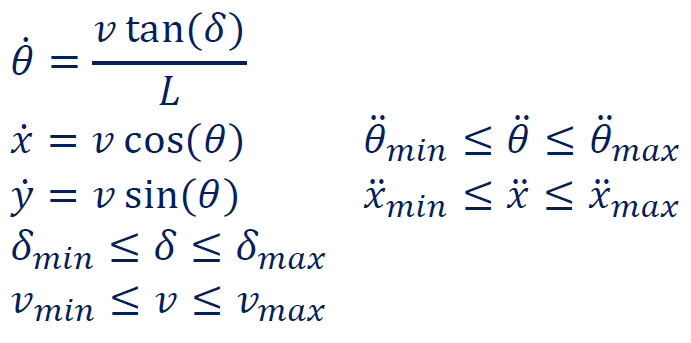 θ̇ = v tan(δ) / L
ẋ = v cos(θ)
ẏ = v sin(θ)
δ_min ≤ δ ≤ δ_max
v_min ≤ v ≤ v_max
θ̈_min ≤ θ̈ ≤ θ̈_max
ẍ_min ≤ ẍ ≤ ẍ_max